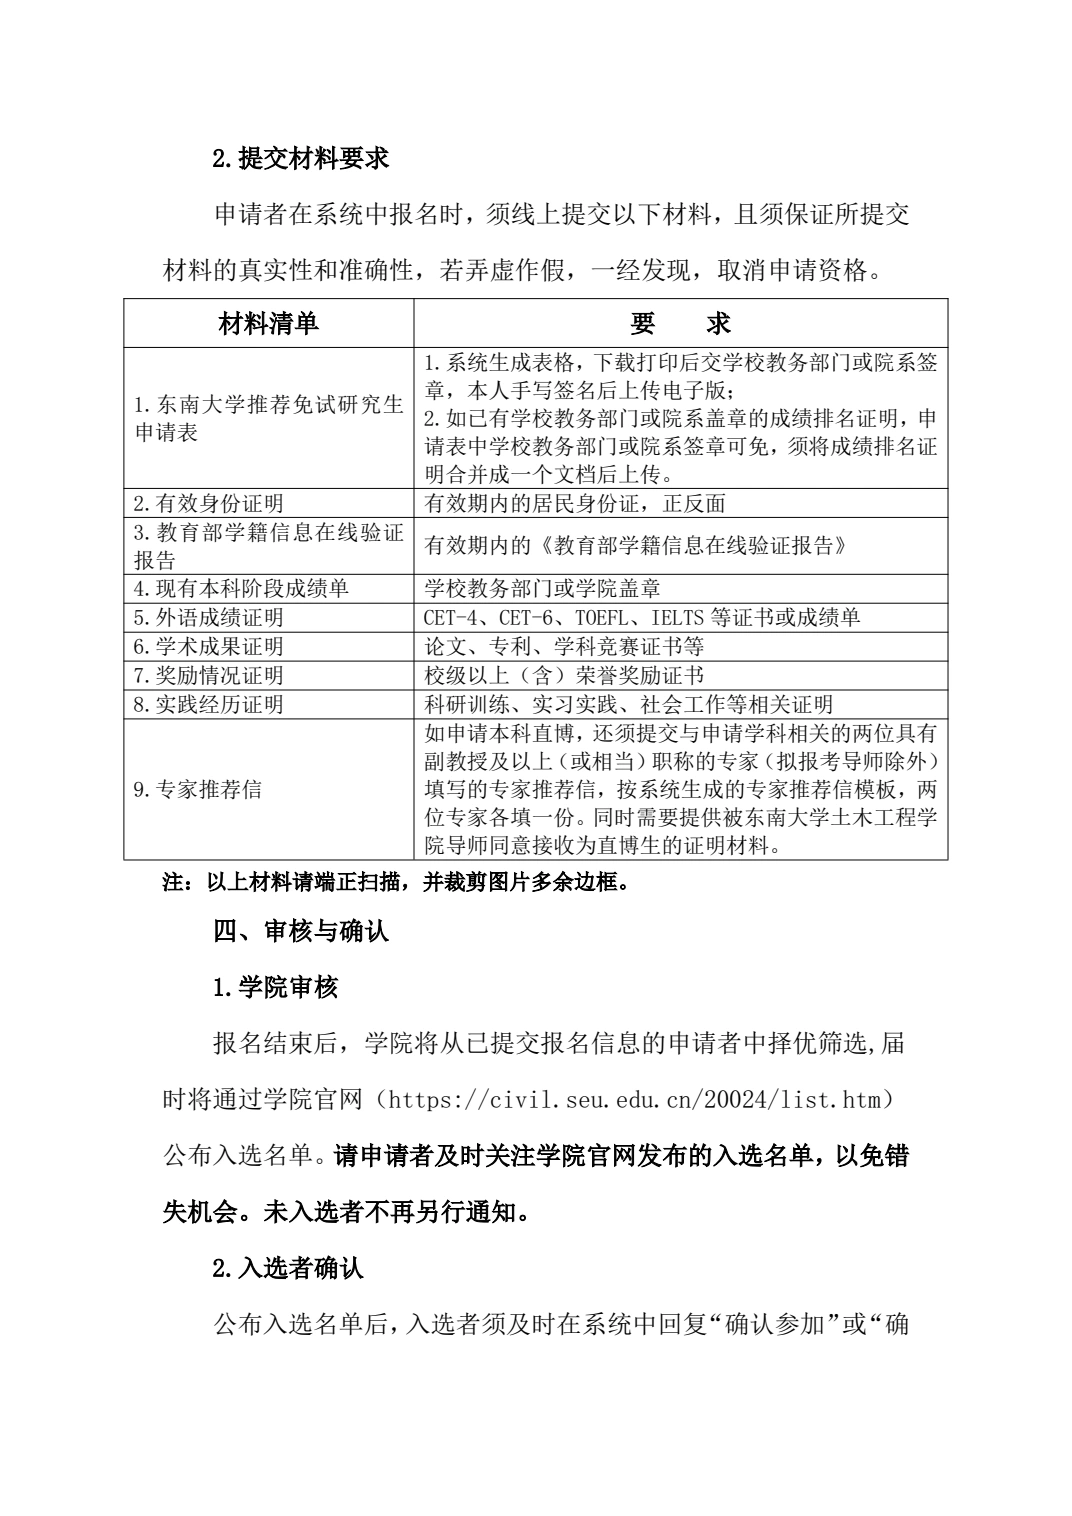 2.提交材料要求
申请者在系统中报名时，须线上提交以下材料，且须保证所提交
材料的真实性和准确性，若弄虚作假，一经发现，取消申请资格。
材料清单
要 求
1.东南大学推荐免试研究生
申请表
1.系统生成表格，下载打印后交学校教务部门或院系签
章，本人手写签名后上传电子版；
2.如已有学校教务部门或院系盖章的成绩排名证明，申
请表中学校教务部门或院系签章可免，须将成绩排名证
明合并成一个文档后上传。
2.有效身份证明
有效期内的居民身份证，正反面
3.教育部学籍信息在线验证
报告
有效期内的《教育部学籍信息在线验证报告》
4.现有本科阶段成绩单
学校教务部门或学院盖章
5.外语成绩证明
CET-4、CET-6、TOEFL、IELTS 等证书或成绩单
6.学术成果证明
论文、专利、学科竞赛证书等
7.奖励情况证明
校级以上（含）荣誉奖励证书
8.实践经历证明
科研训练、实习实践、社会工作等相关证明
9.专家推荐信
如申请本科直博，还须提交与申请学科相关的两位具有
副教授及以上（或相当）职称的专家（拟报考导师除外）
填写的专家推荐信，按系统生成的专家推荐信模板，两
位专家各填一份。同时需要提供被东南大学土木工程学
院导师同意接收为直博生的证明材料。
注：以上材料请端正扫描，并裁剪图片多余边框。
四、审核与确认
1.学院审核
报名结束后，学院将从已提交报名信息的申请者中择优筛选,届
时将通过学院官网（https://civil.seu.edu.cn/20024/list.htm）
公布入选名单。请申请者及时关注学院官网发布的入选名单，以免错
失机会。未入选者不再另行通知。
2.入选者确认
公布入选名单后，入选者须及时在系统中回复“确认参加”或“确